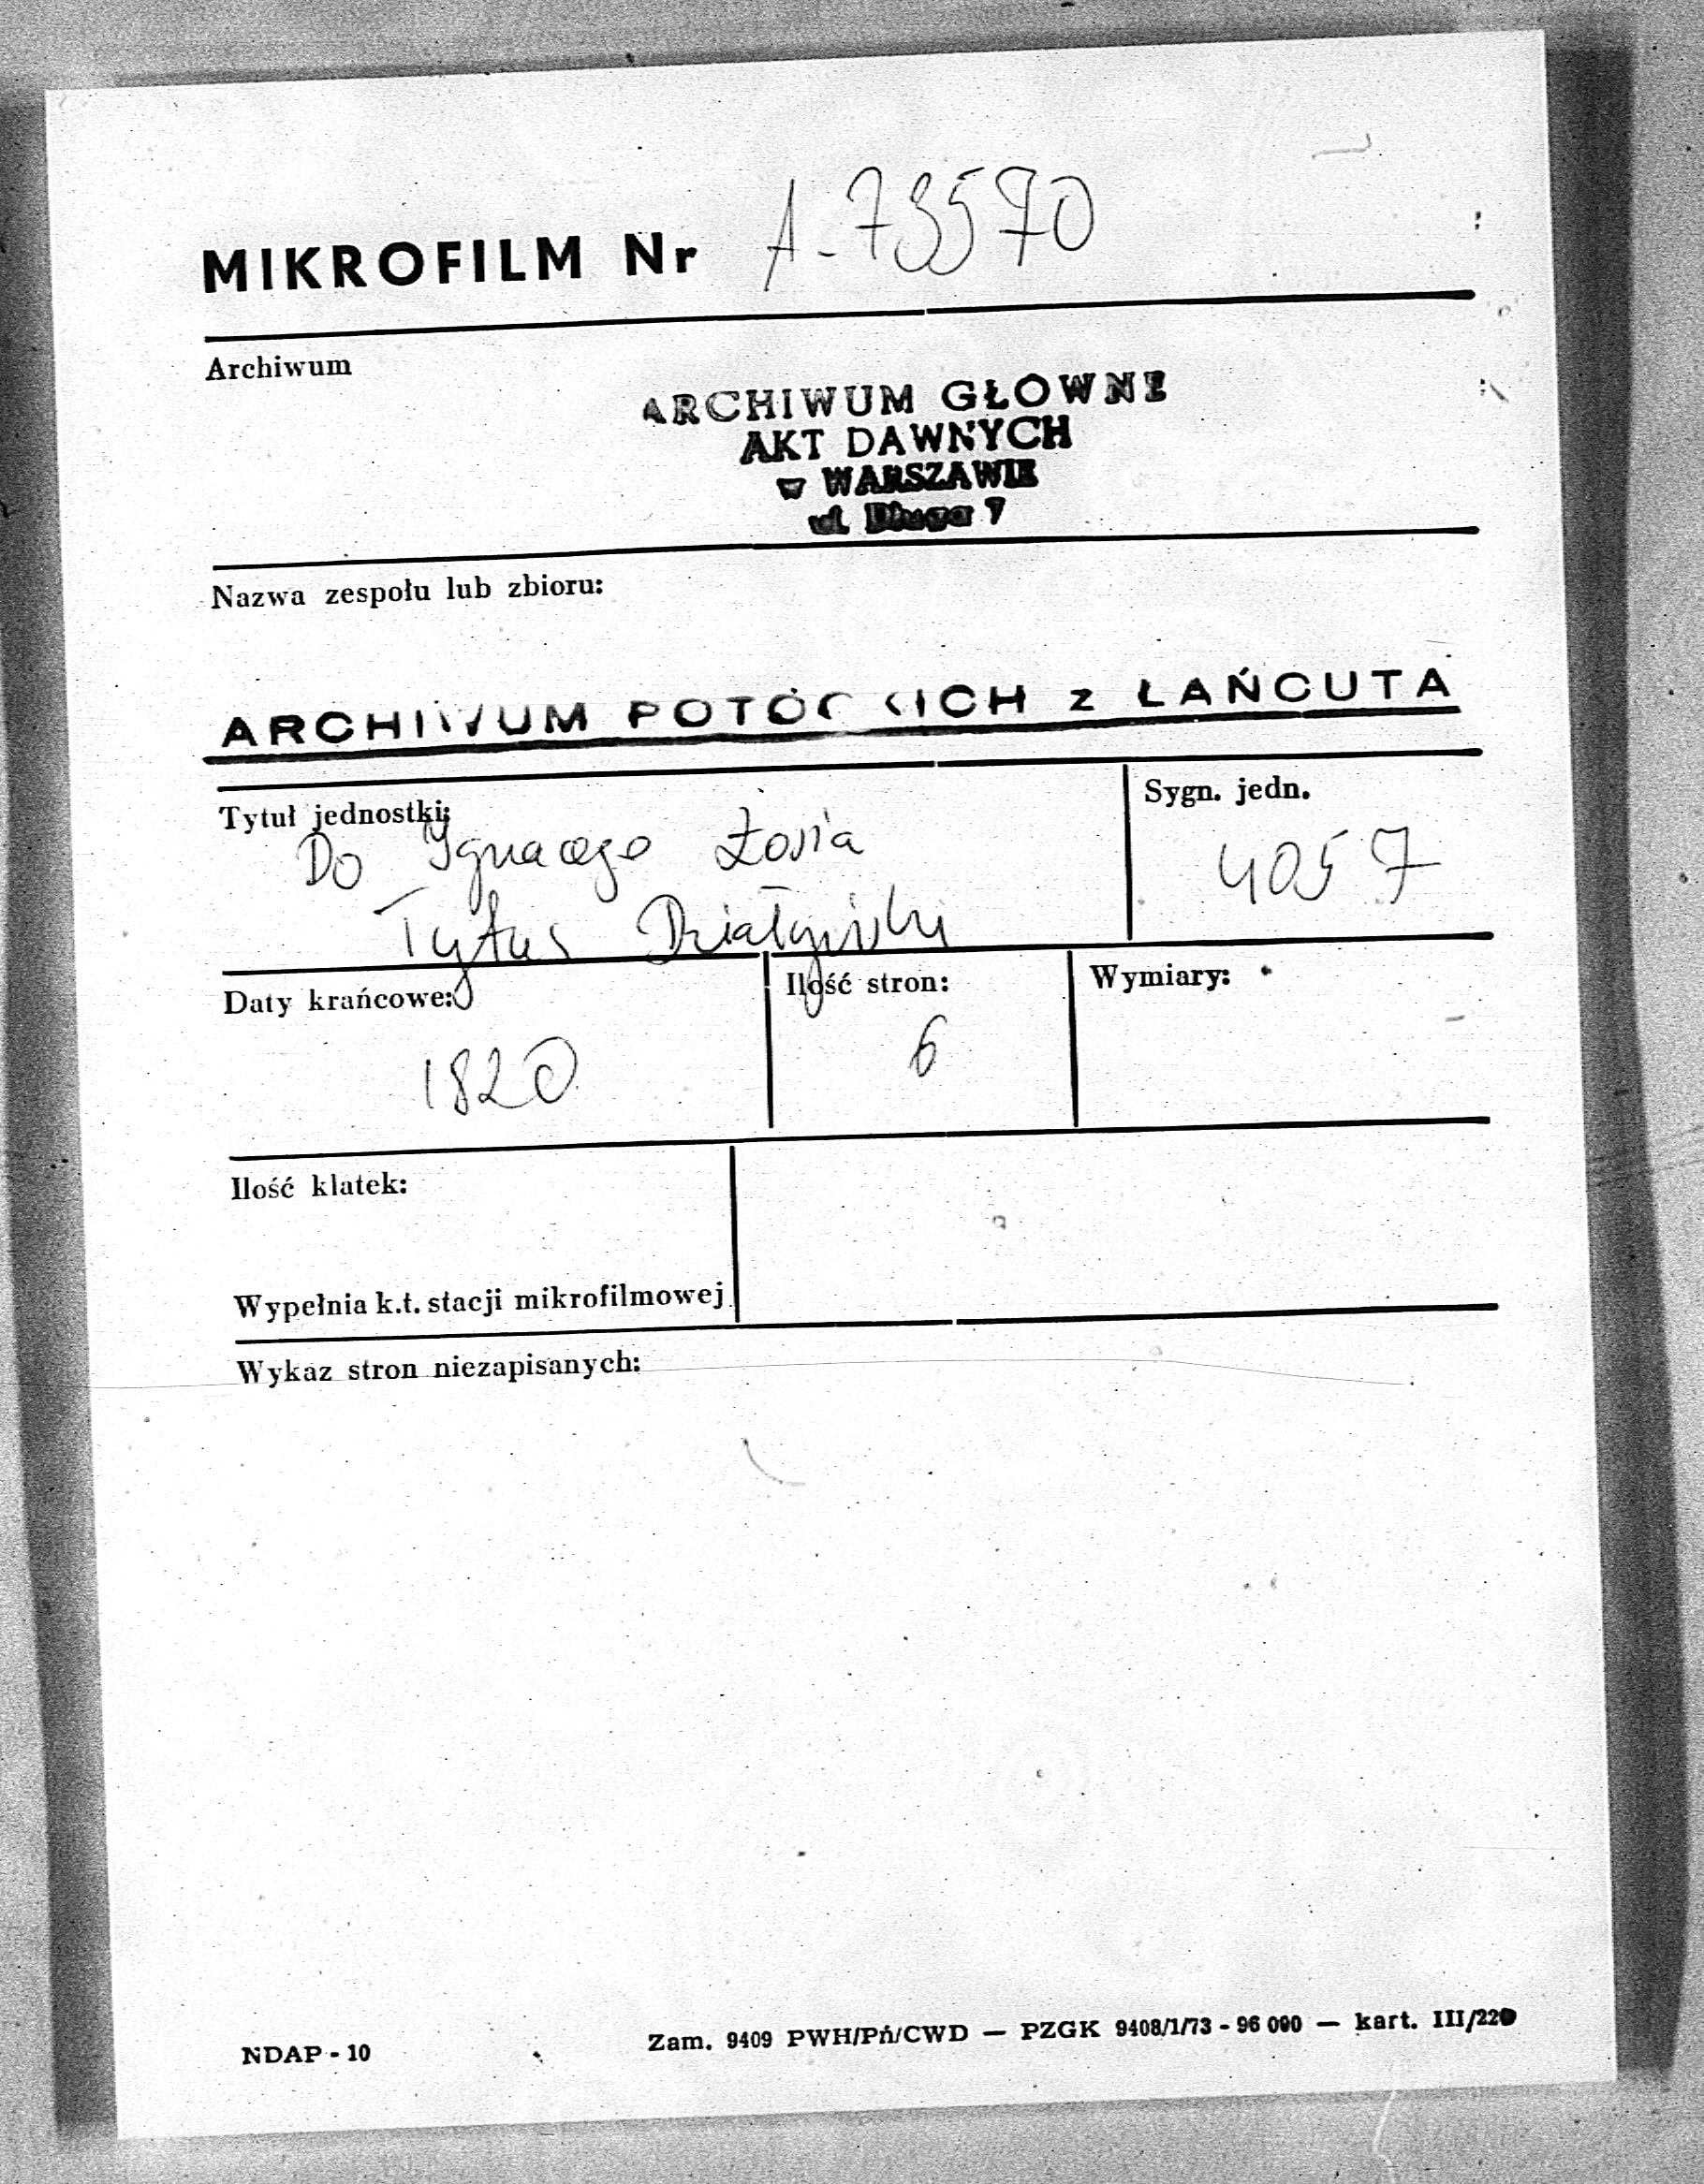 MIKROFILM Nr A-73570
Archiwum
ARCHIWUM GŁÓWNE
AKT DAWNYCH
w WARSZAWIE
ul. Długa 7
Nazwa zespołu lub zbioru:
ARCHIWUM POTOCKICH z ŁAŃCUTA
Tytuł jednostki:
Sygn. jedn.
Do Ignacego Łosia
4057
Tytus Działyński
Daty krańcowe:
Ilość stron:
Wymiary:
1820
6
Ilość klatek:
Wypełnia k.t. stacji mikrofilmowej
Wykaz stron niezapisanych:
NDAP - 10
Zam. 9409 PWH/Pń/CWD — PZGK 9408/1/73 - 96 000 — kart. III/220